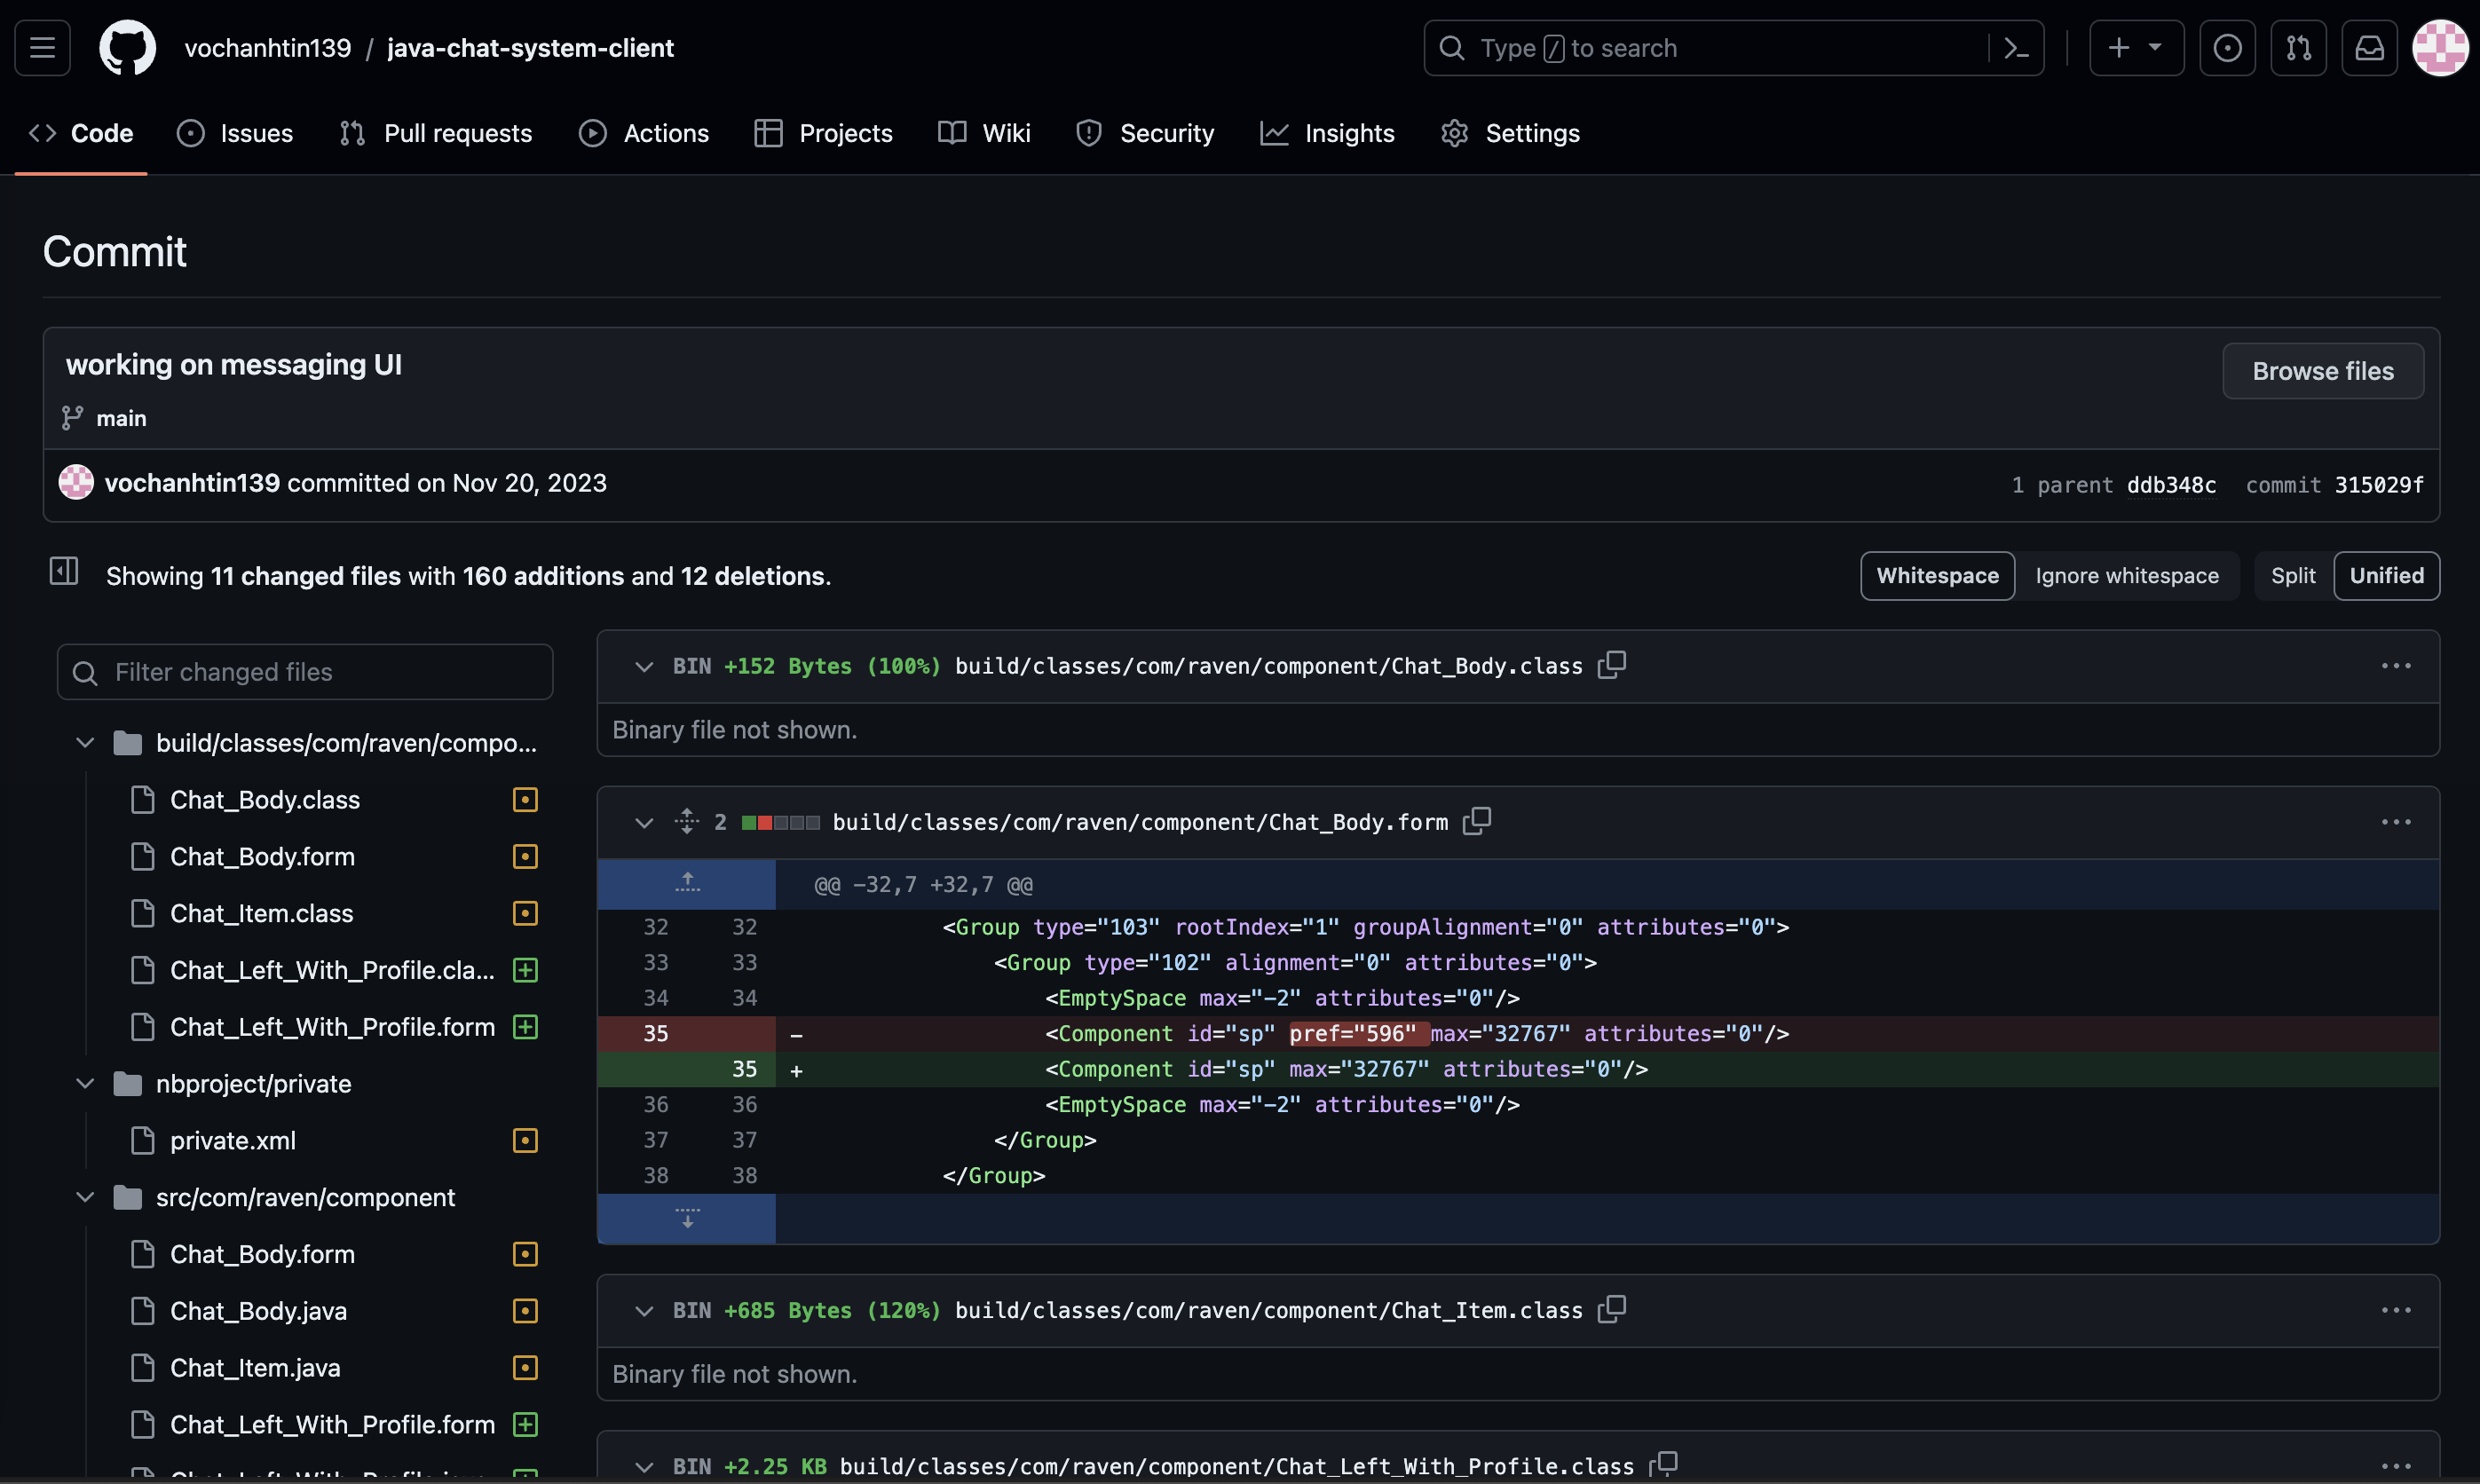 vochanhtin139 / java-chat-system-client
Type / to search
Code Issues Pull requests Actions Projects Wiki Security Insights Settings
Commit
working on messaging UI
Browse files
main
vochanhtin139 committed on Nov 20, 2023
1 parent ddb348c commit 315029f
Showing 11 changed files with 160 additions and 12 deletions.
Whitespace Ignore whitespace Split Unified
Filter changed files
build/classes/com/raven/compo...
Chat_Body.class
Chat_Body.form
Chat_Item.class
Chat_Left_With_Profile.cla...
Chat_Left_With_Profile.form
nbproject/private
private.xml
src/com/raven/component
Chat_Body.form
Chat_Body.java
Chat_Item.java
Chat_Left_With_Profile.form
BIN +152 Bytes (100%) build/classes/com/raven/component/Chat_Body.class
Binary file not shown.
2 build/classes/com/raven/component/Chat_Body.form
@@ -32,7 +32,7 @@
32 32 <Group type="103" rootIndex="1" groupAlignment="0" attributes="0">
33 33 <Group type="102" alignment="0" attributes="0">
34 34 <EmptySpace max="-2" attributes="0"/>
35 - <Component id="sp" pref="596" max="32767" attributes="0"/>
35 + <Component id="sp" max="32767" attributes="0"/>
36 36 <EmptySpace max="-2" attributes="0"/>
37 37 </Group>
38 38 </Group>
BIN +685 Bytes (120%) build/classes/com/raven/component/Chat_Item.class
Binary file not shown.
BIN +2.25 KB build/classes/com/raven/component/Chat_Left_With_Profile.class